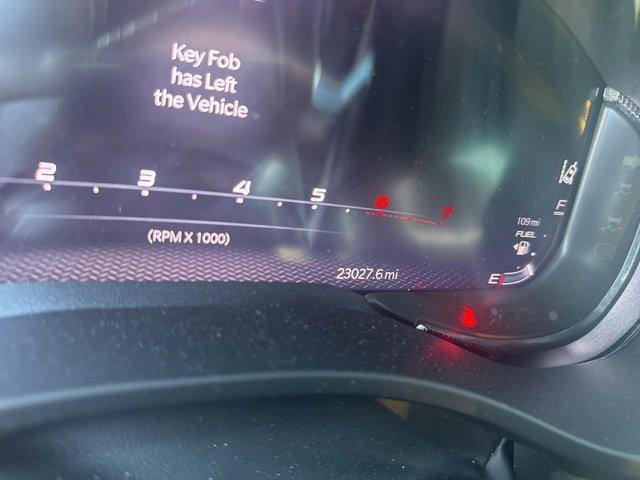 Key Fob
has Left
the Vehicle
2 3 4 5 6 7
(RPM X 1000)
23027.6 mi
F
109 mi
FUEL
E